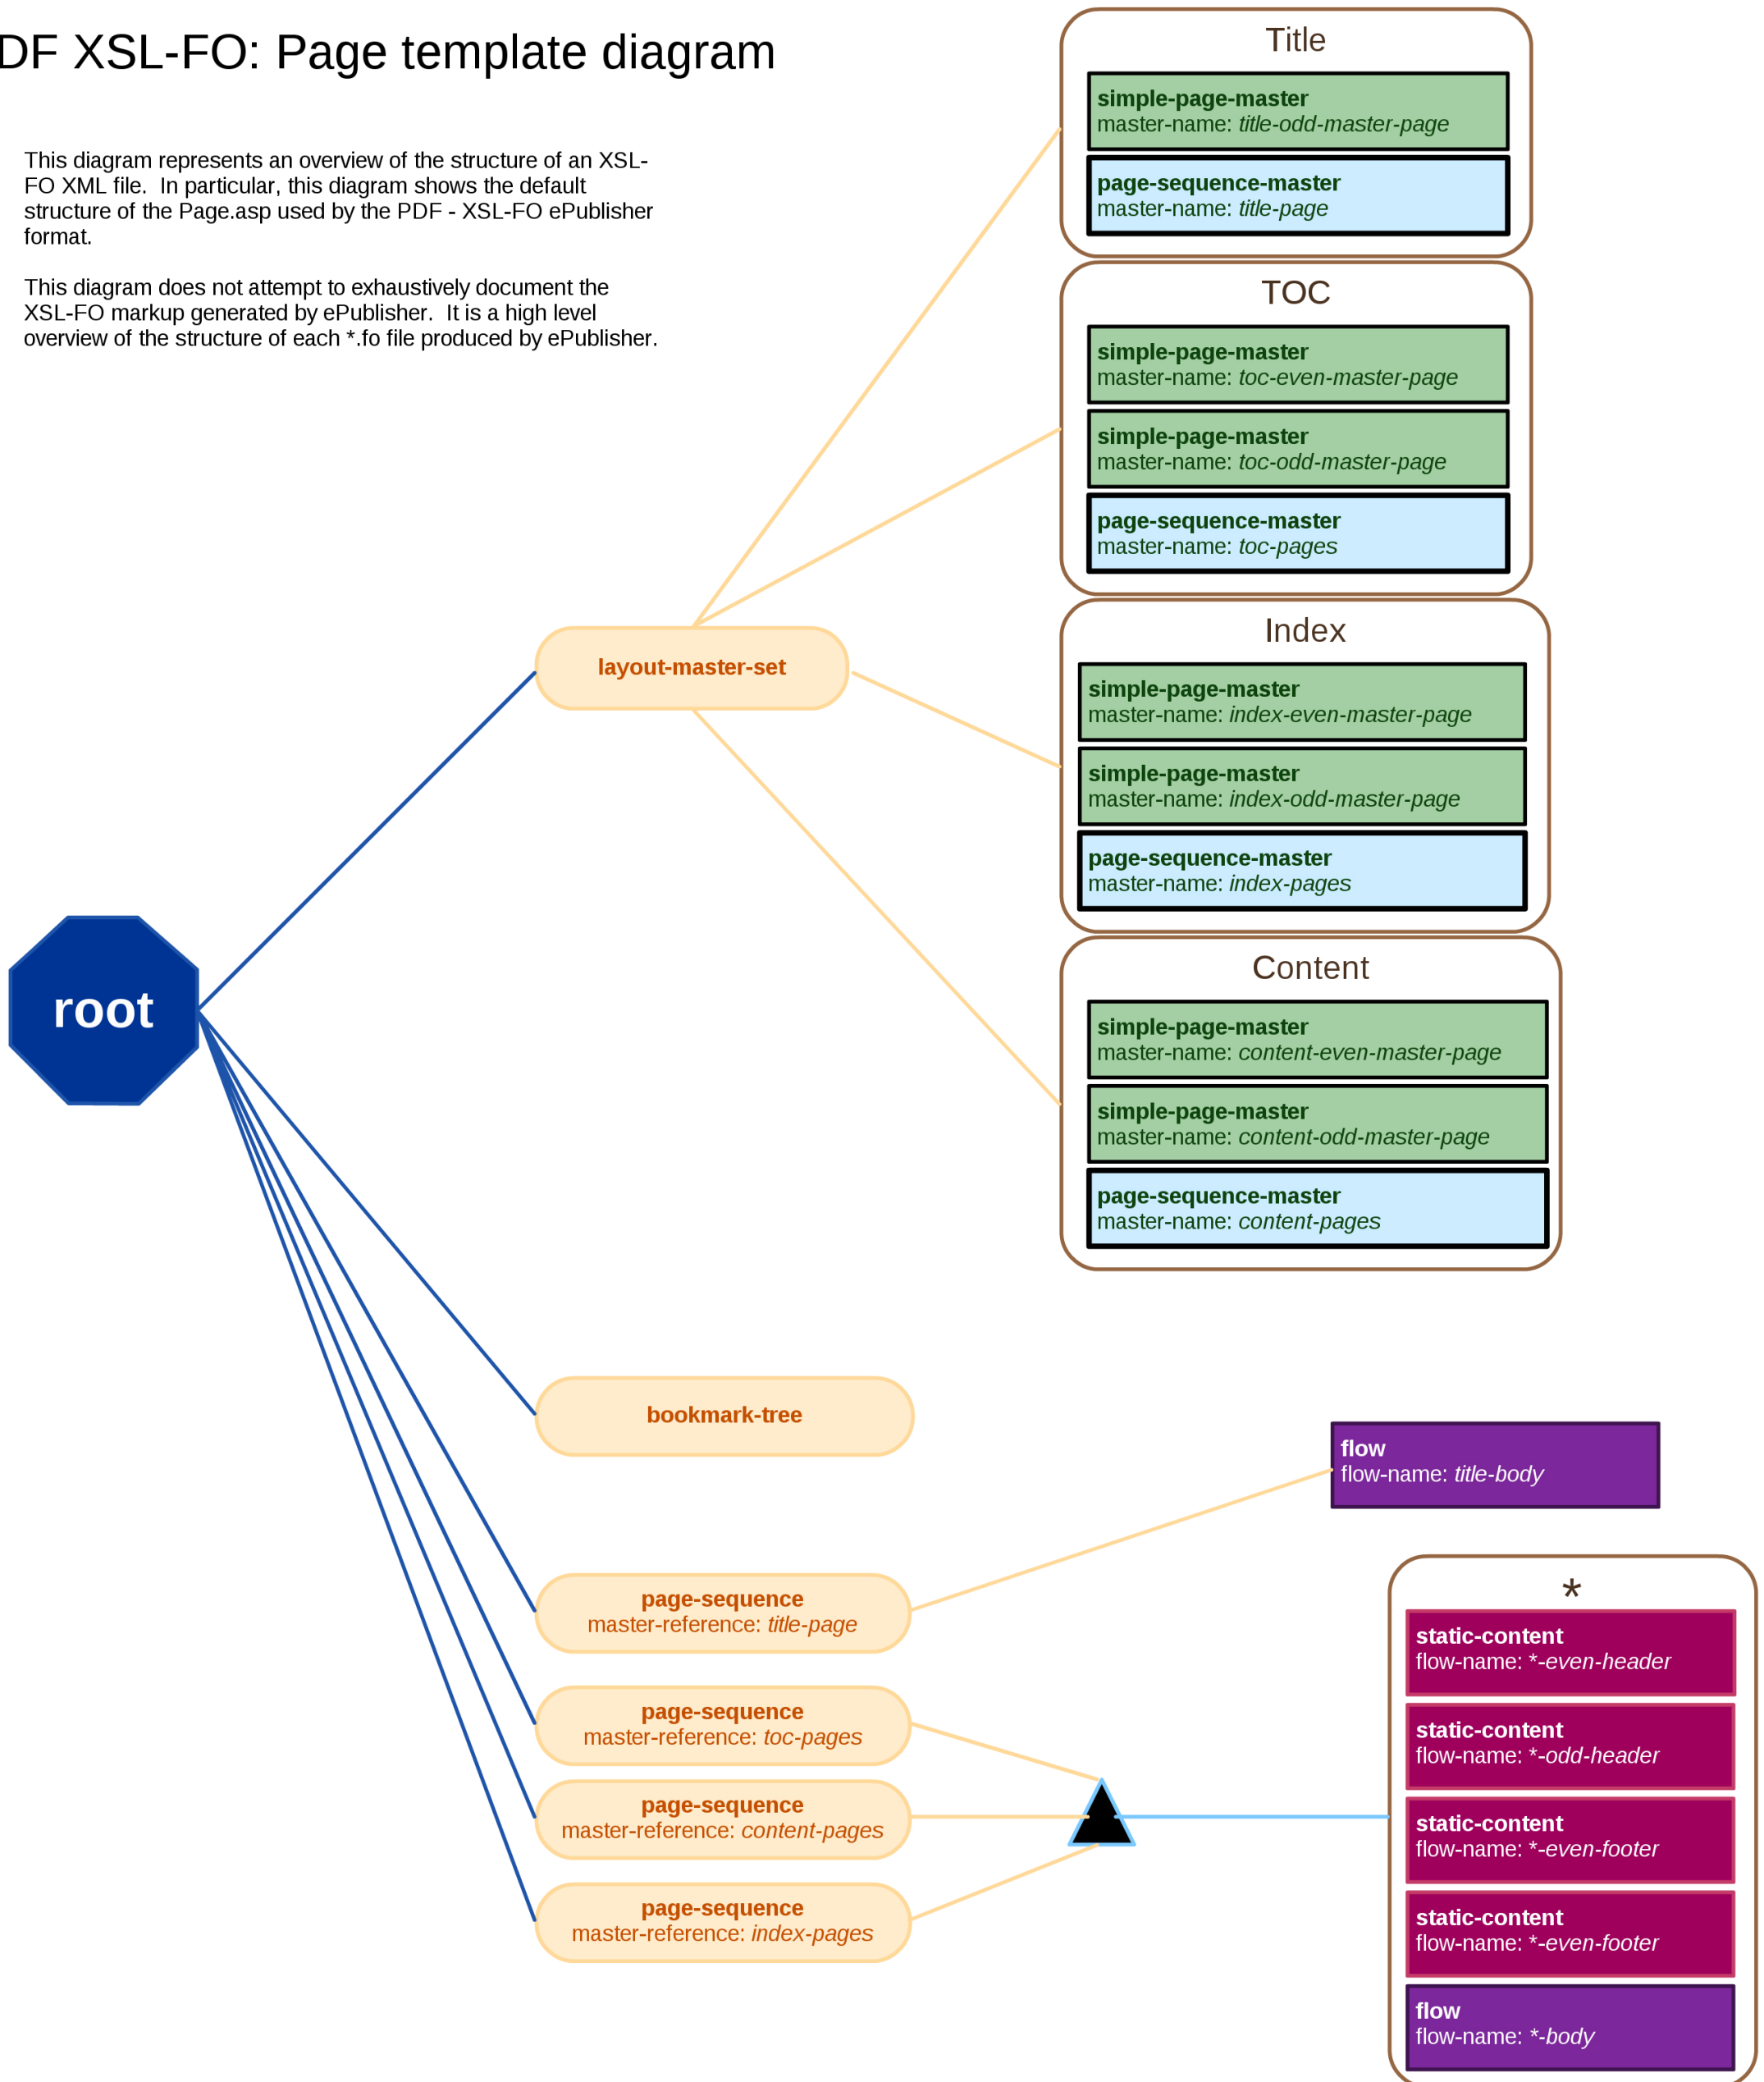 DF XSL-FO: Page template diagram
This diagram represents an overview of the structure of an XSL-
FO XML file.  In particular, this diagram shows the default
structure of the Page.asp used by the PDF - XSL-FO ePublisher
format.
This diagram does not attempt to exhaustively document the
XSL-FO markup generated by ePublisher.  It is a high level
overview of the structure of each *.fo file produced by ePublisher.
Title
simple-page-master
master-name: title-odd-master-page
page-sequence-master
master-name: title-page
TOC
simple-page-master
master-name: toc-even-master-page
simple-page-master
master-name: toc-odd-master-page
page-sequence-master
master-name: toc-pages
layout-master-set
Index
simple-page-master
master-name: index-even-master-page
simple-page-master
master-name: index-odd-master-page
page-sequence-master
master-name: index-pages
root
Content
simple-page-master
master-name: content-even-master-page
simple-page-master
master-name: content-odd-master-page
page-sequence-master
master-name: content-pages
bookmark-tree
flow
flow-name: title-body
page-sequence
master-reference: title-page
page-sequence
master-reference: toc-pages
page-sequence
master-reference: content-pages
page-sequence
master-reference: index-pages
*
static-content
flow-name: *-even-header
static-content
flow-name: *-odd-header
static-content
flow-name: *-even-footer
static-content
flow-name: *-even-footer
flow
flow-name: *-body